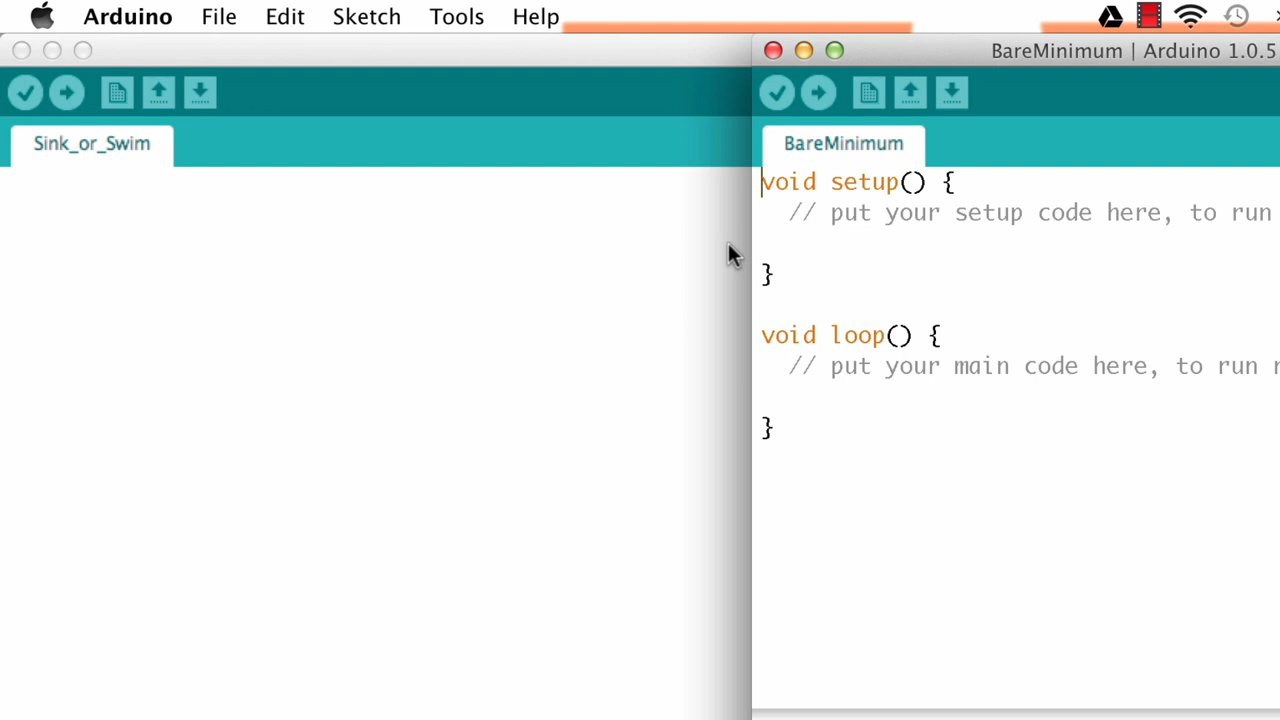 Arduino File Edit Sketch Tools Help
BareMinimum | Arduino 1.0.5
Sink_or_Swim
BareMinimum
void setup() {
// put your setup code here, to run
}
void loop() {
// put your main code here, to run
}